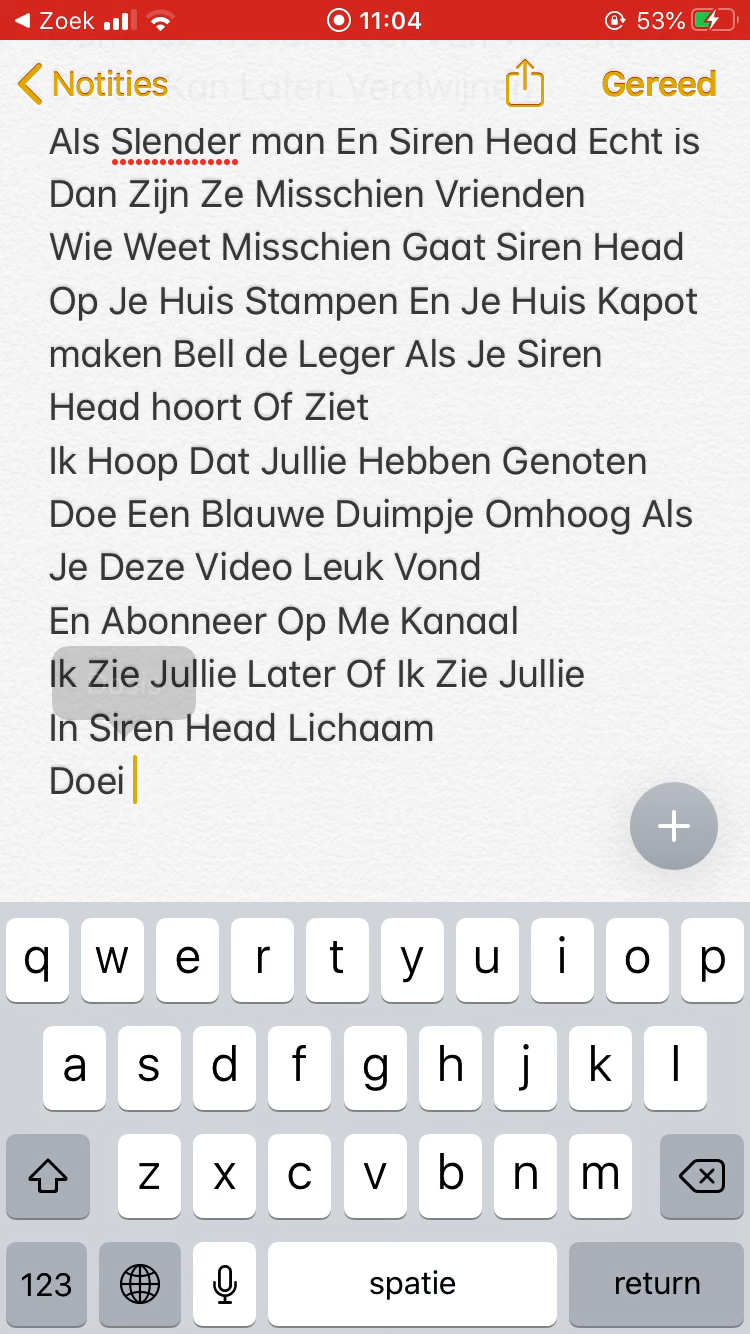 Zoek 11:04 53%
Kan Laten Verdwijne
Notities Gereed
Als Slender man En Siren Head Echt is
Dan Zijn Ze Misschien Vrienden
Wie Weet Misschien Gaat Siren Head
Op Je Huis Stampen En Je Huis Kapot
maken Bell de Leger Als Je Siren
Head hoort Of Ziet
Ik Hoop Dat Jullie Hebben Genoten
Doe Een Blauwe Duimpje Omhoog Als
Je Deze Video Leuk Vond
En Abonneer Op Me Kanaal
Ik Zie Jullie Later Of Ik Zie Jullie
In Siren Head Lichaam
Doei
+
q w e r t y u i o p
a s d f g h j k l
z x c v b n m
123 spatie return